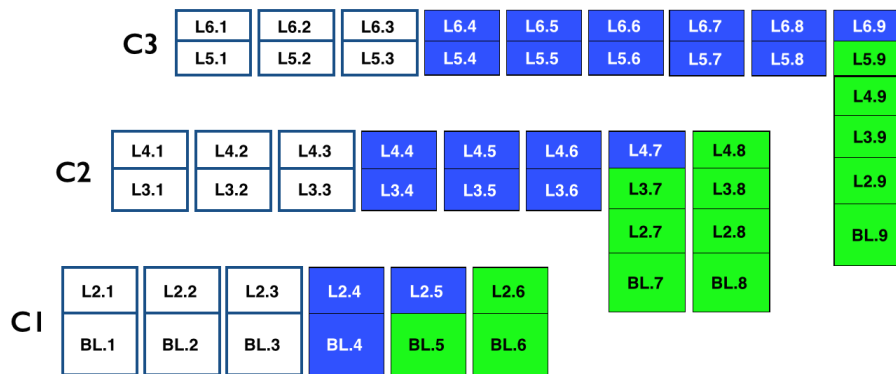 L6.1 L6.2 L6.3 L6.4 L6.5 L6.6 L6.7 L6.8 L6.9
C3
L5.1 L5.2 L5.3 L5.4 L5.5 L5.6 L5.7 L5.8 L5.9
L4.9
L3.9
L2.9
BL.9
L4.1 L4.2 L4.3 L4.4 L4.5 L4.6 L4.7 L4.8
C2
L3.1 L3.2 L3.3 L3.4 L3.5 L3.6 L3.7 L3.8
L2.7 L2.8
BL.7 BL.8
L2.1 L2.2 L2.3 L2.4 L2.5 L2.6
C1
BL.1 BL.2 BL.3 BL.4 BL.5 BL.6